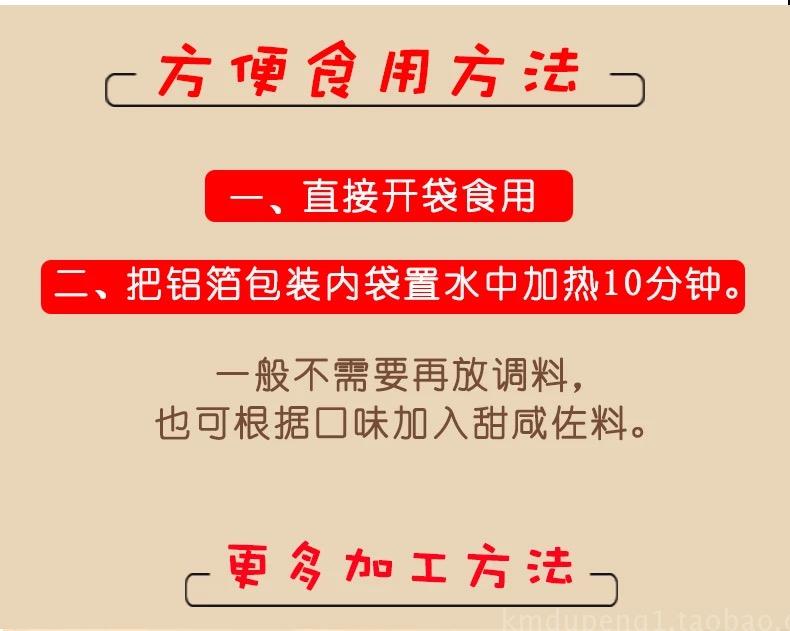 方便食用方法
一、直接开袋食用
二、把铝箔包装内袋置水中加热10分钟。
一般不需要再放调料，
也可根据口味加入甜咸佐料。
更多加工方法
kmdupeng1.taobao.c